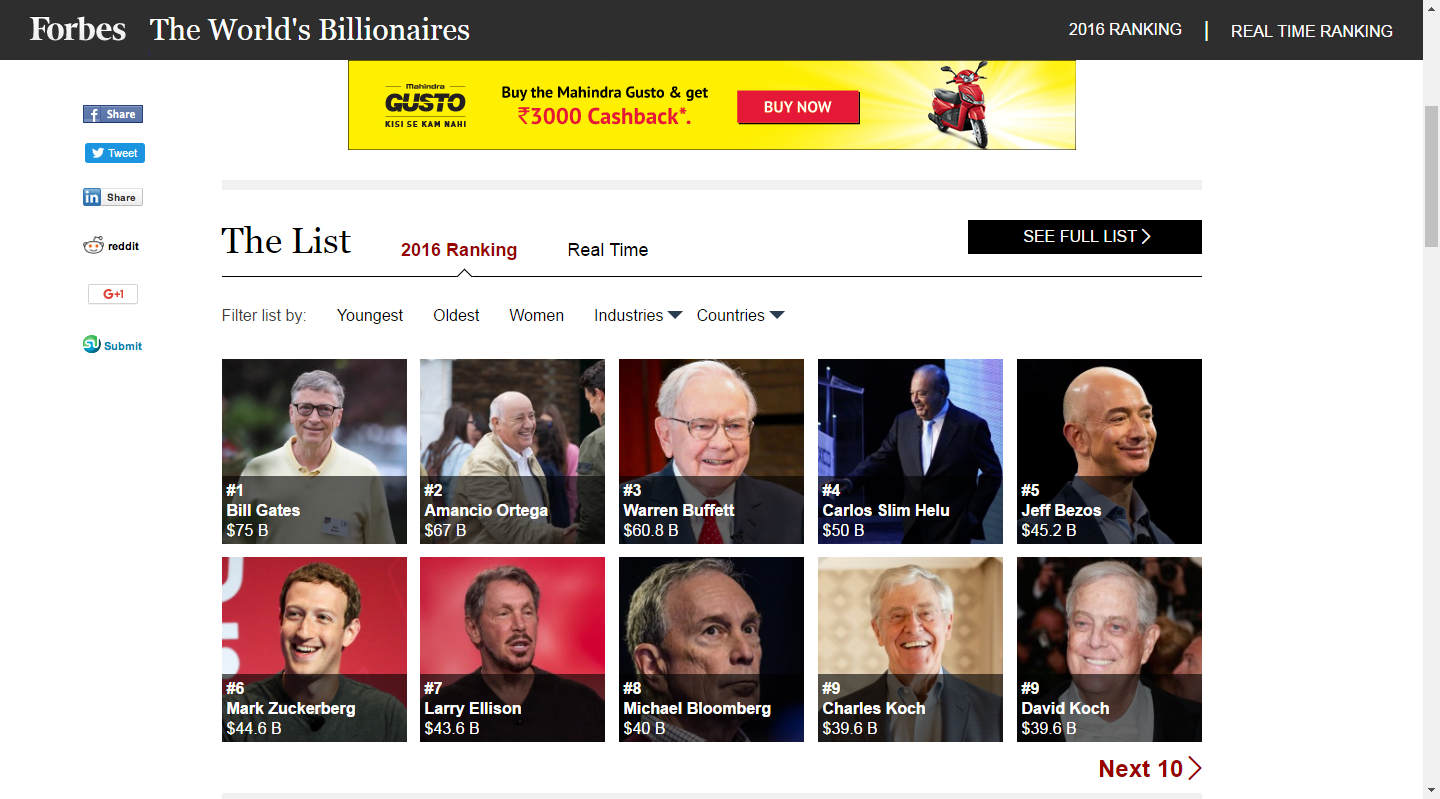 Forbes The World's Billionaires
2016 RANKING | REAL TIME RANKING
Mahindra
GUSTO
KISI SE KAM NAHI
Buy the Mahindra Gusto & get
₹3000 Cashback*.
BUY NOW
Share
Tweet
in Share
reddit
G+1
Submit
The List
2016 Ranking
Real Time
SEE FULL LIST
Filter list by: Youngest Oldest Women Industries Countries
#1
Bill Gates
$75 B
#2
Amancio Ortega
$67 B
#3
Warren Buffett
$60.8 B
#4
Carlos Slim Helu
$50 B
#5
Jeff Bezos
$45.2 B
#6
Mark Zuckerberg
$44.6 B
#7
Larry Ellison
$43.6 B
#8
Michael Bloomberg
$40 B
#9
Charles Koch
$39.6 B
#9
David Koch
$39.6 B
Next 10